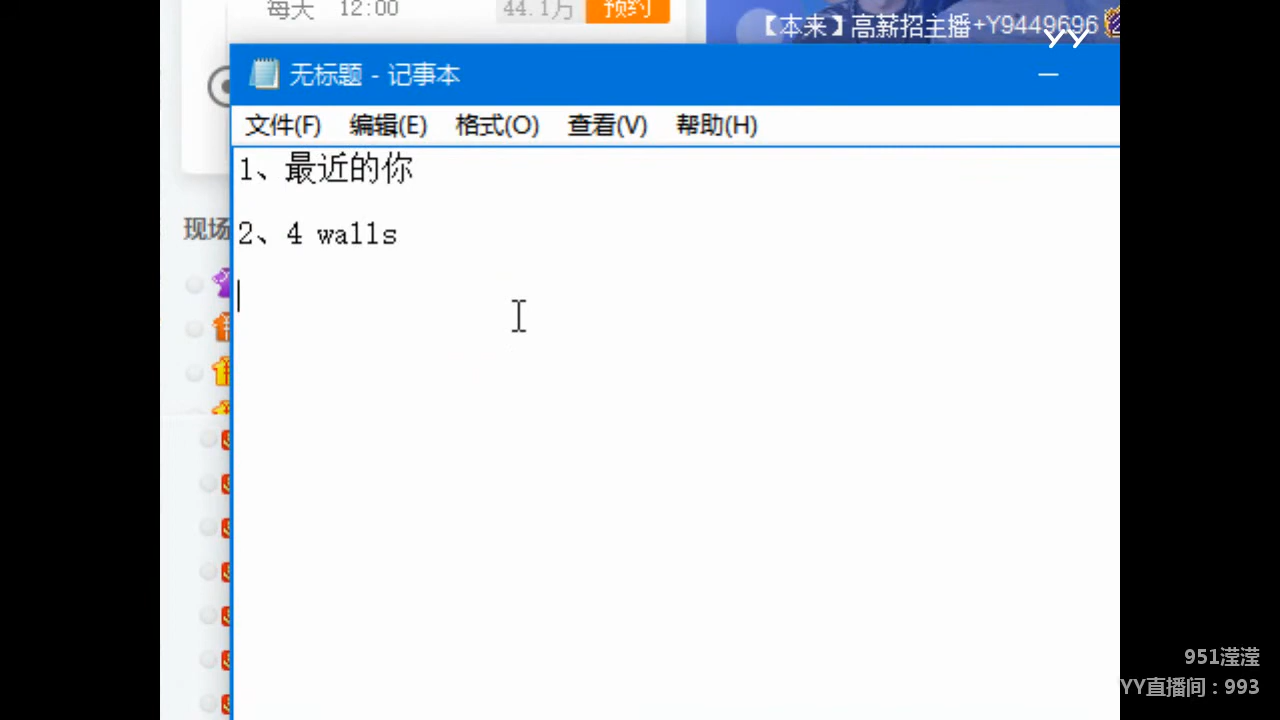 每天 12:00 44.1万 预约
【本来】高薪招主播+Y9449696
YY
无标题 - 记事本
文件(F) 编辑(E) 格式(O) 查看(V) 帮助(H)
1、最近的你
现场
2、4 walls
951滢滢
YY直播间：993